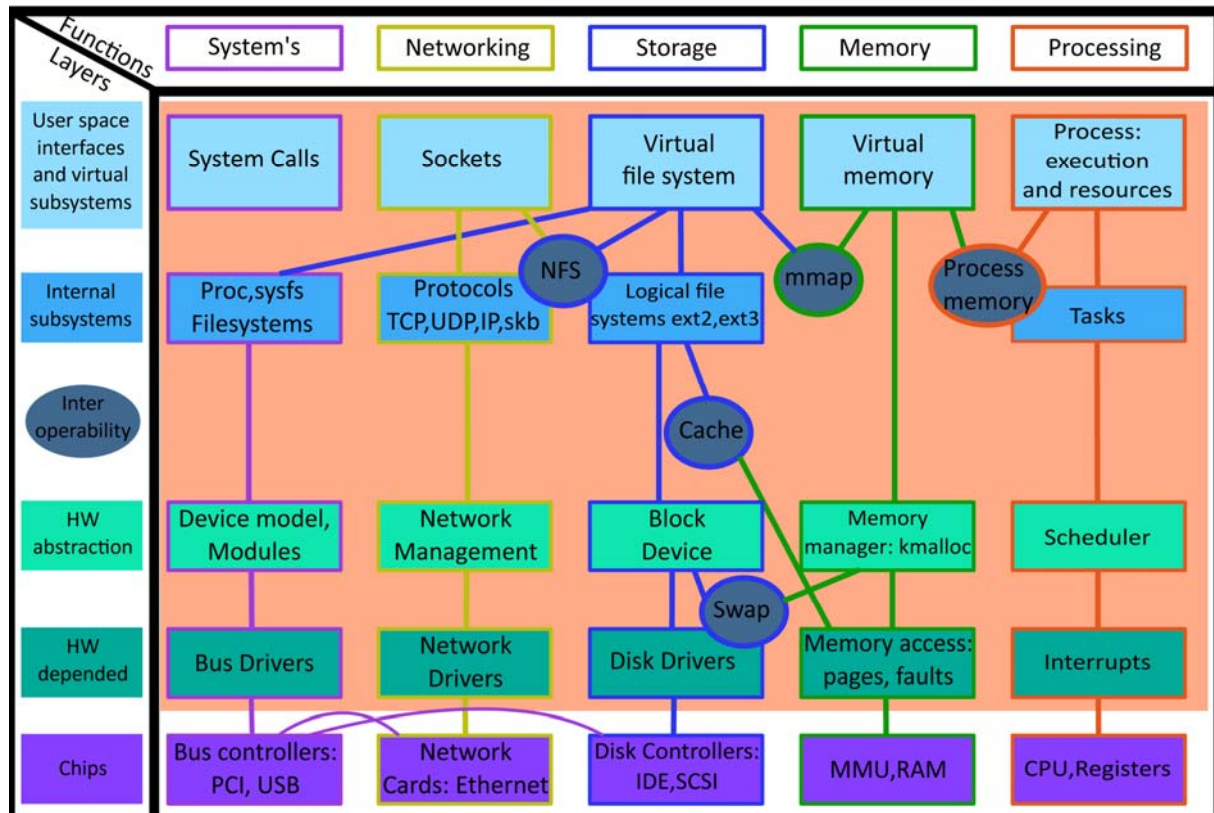 Functions
Layers
System's
Networking
Storage
Memory
Processing
User space
interfaces
and virtual
subsystems
System Calls
Sockets
Virtual
file system
Virtual
memory
Process:
execution
and resources
NFS
mmap
Process
memory
Internal
subsystems
Proc,sysfs
Filesystems
Protocols
TCP,UDP,IP,skb
Logical file
systems ext2,ext3
Tasks
Inter
operability
Cache
HW
abstraction
Device model,
Modules
Network
Management
Block
Device
Memory
manager: kmalloc
Scheduler
Swap
HW
depended
Bus Drivers
Network
Drivers
Disk Drivers
Memory access:
pages, faults
Interrupts
Chips
Bus controllers:
PCI, USB
Network
Cards: Ethernet
Disk Controllers:
IDE,SCSI
MMU,RAM
CPU,Registers